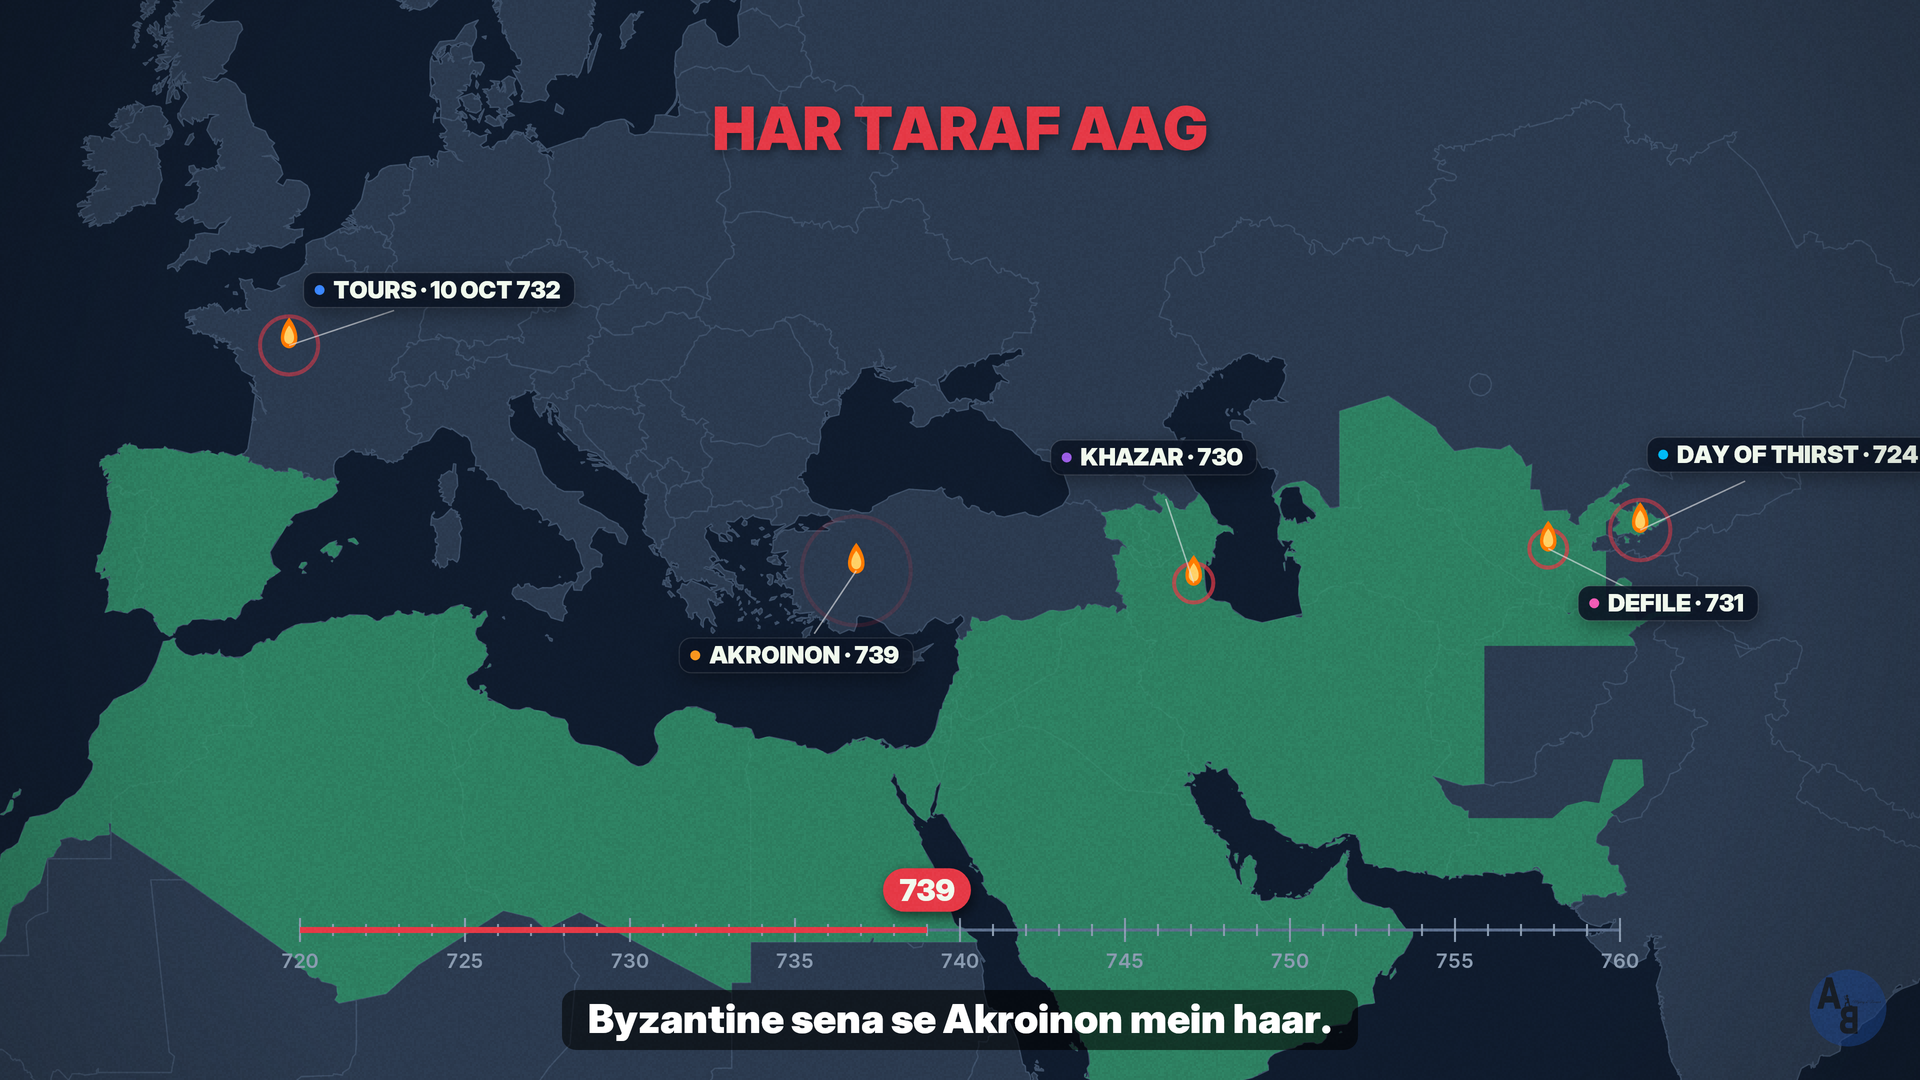 HAR TARAF AAG
TOURS · 10 OCT 732
KHAZAR · 730
DAY OF THIRST · 724
DEFILE · 731
AKROINON · 739
739
720 725 730 735 740 745 750 755 760
Byzantine sena se Akroinon mein haar.
A
B